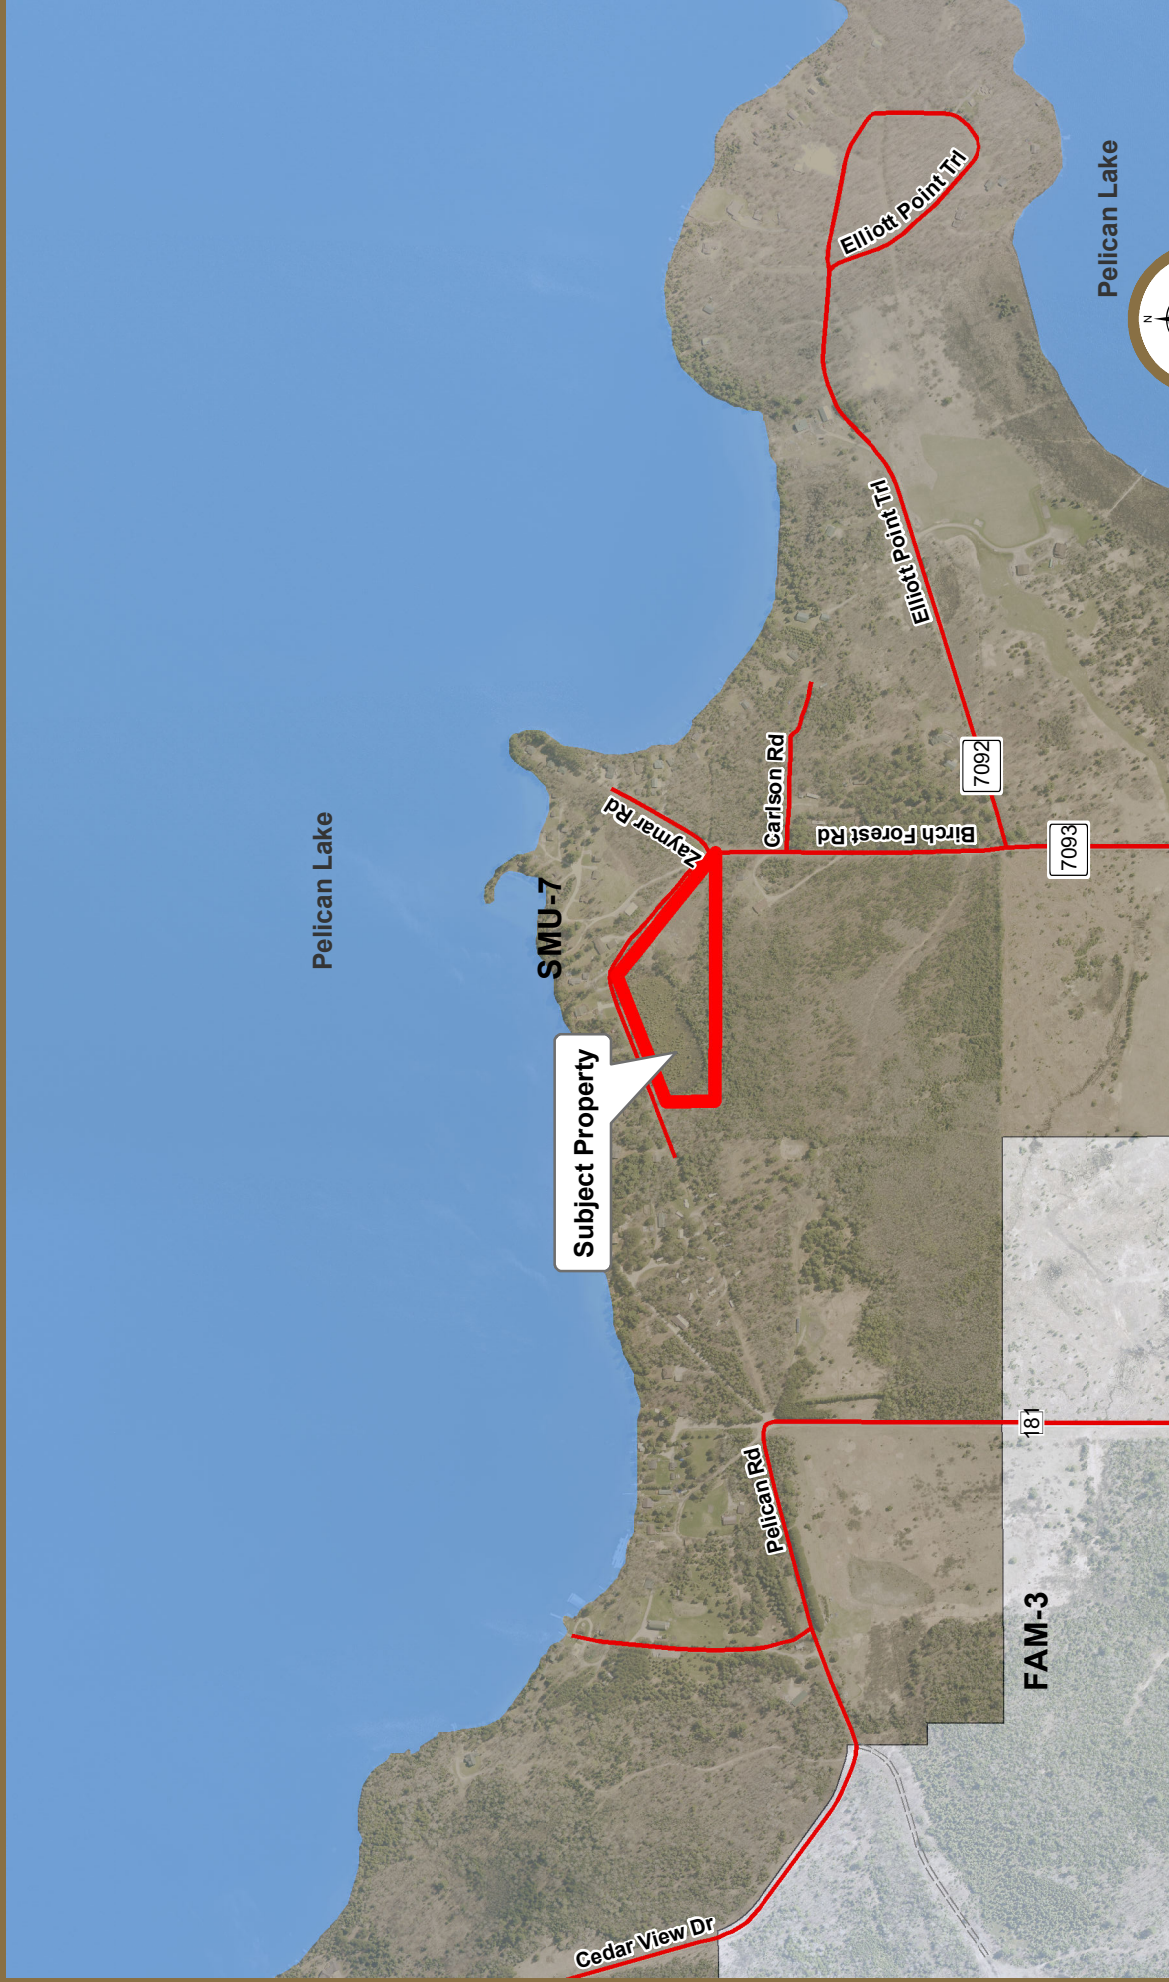 Pelican Lake
Pelican Lake
SMU-7
Subject Property
Zaymar Rd
Carlson Rd
Birch Forest Rd
Elliott Point Trl
Elliott Point Trl
7092
7093
Pelican Rd
181
FAM-3
Cedar View Dr
N